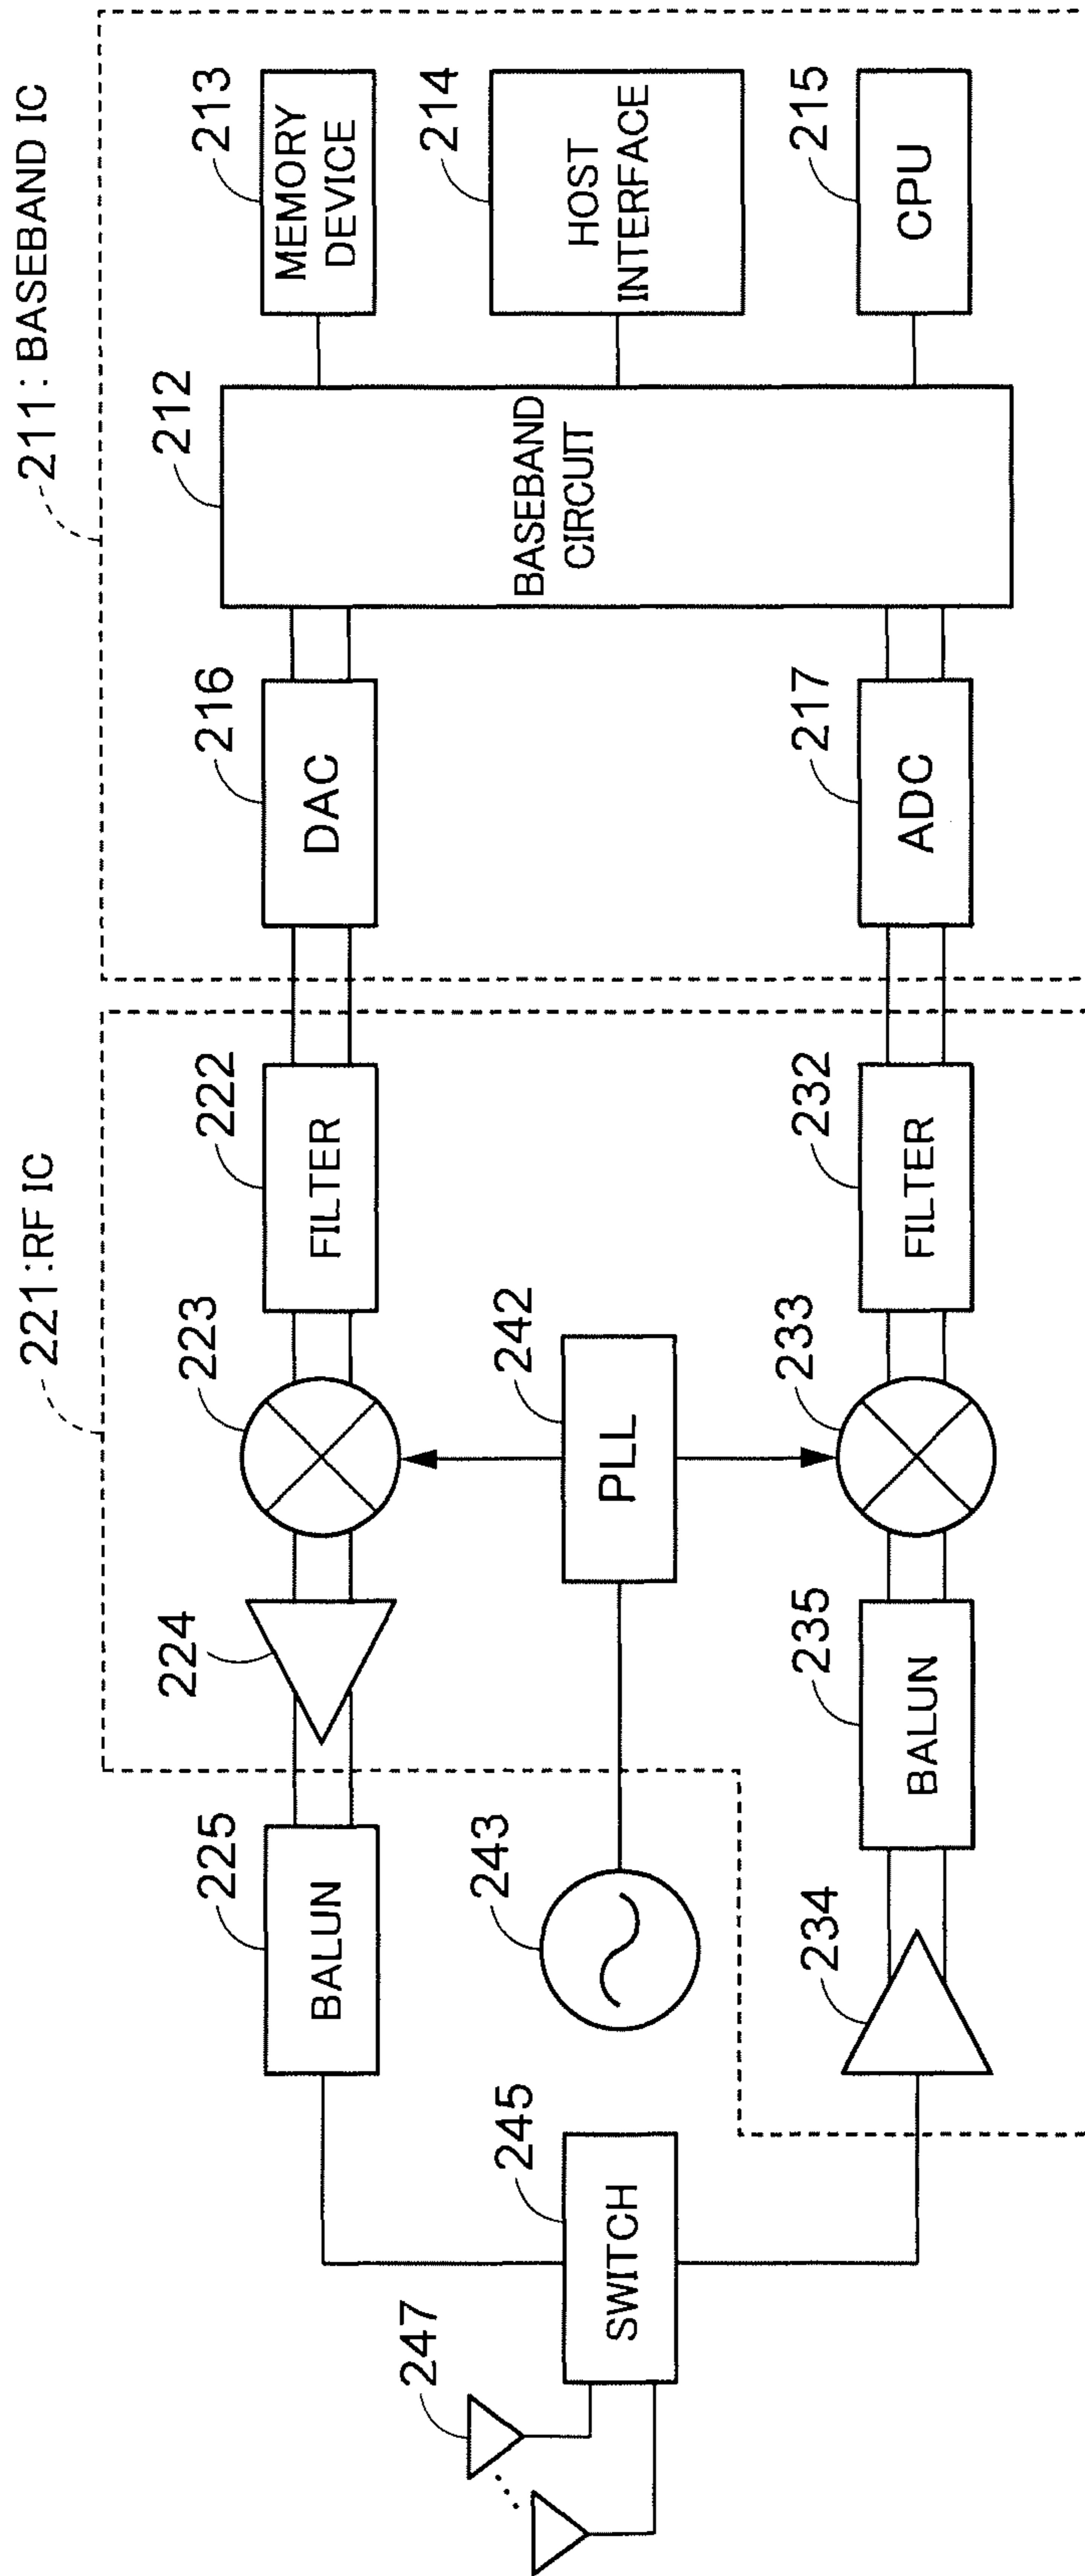 211: BASEBAND IC
213
MEMORY
DEVICE
214
HOST
INTERFACE
215
CPU
212
BASEBAND
CIRCUIT
216
DAC
217
ADC
221:RF IC
222
FILTER
232
FILTER
223
242
PLL
233
224
235
BALUN
225
BALUN
243
234
245
SWITCH
247